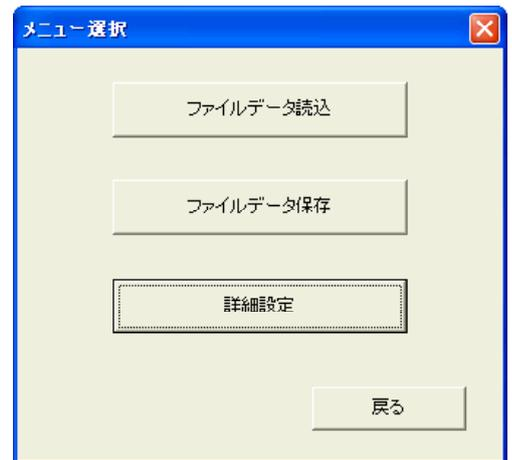 メニュー選択
ファイルデータ読込
ファイルデータ保存
詳細設定
戻る